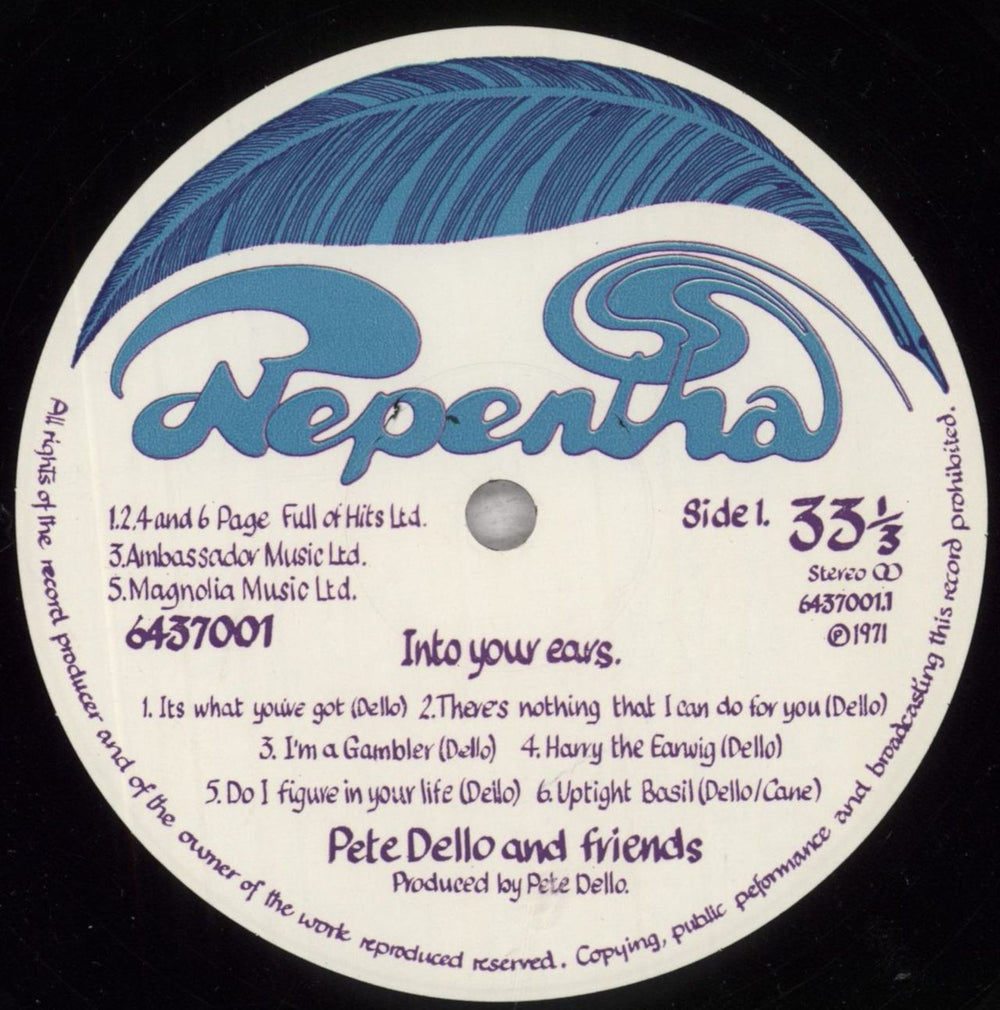 Nepentha
1.2.4 and 6 Page Full of Hits Ltd.
3.Ambassador Music Ltd.
5.Magnolia Music Ltd.
6437001
Side 1. 33 1/3
Stereo
6437001.1
℗1971
Into your ears.
1. Its what youve got (Dello) 2.There's nothing that I can do for you (Dello)
3. I'm a Gambler (Dello) 4. Harry the Earwig (Dello)
5. Do I figure in your life (Dello) 6. Uptight Basil (Dello/Cane)
Pete Dello and friends
Produced by Pete Dello.
All rights of the record producer and of the owner of the work reproduced reserved. Copying, public peformance and broadcasting this record prohibited.